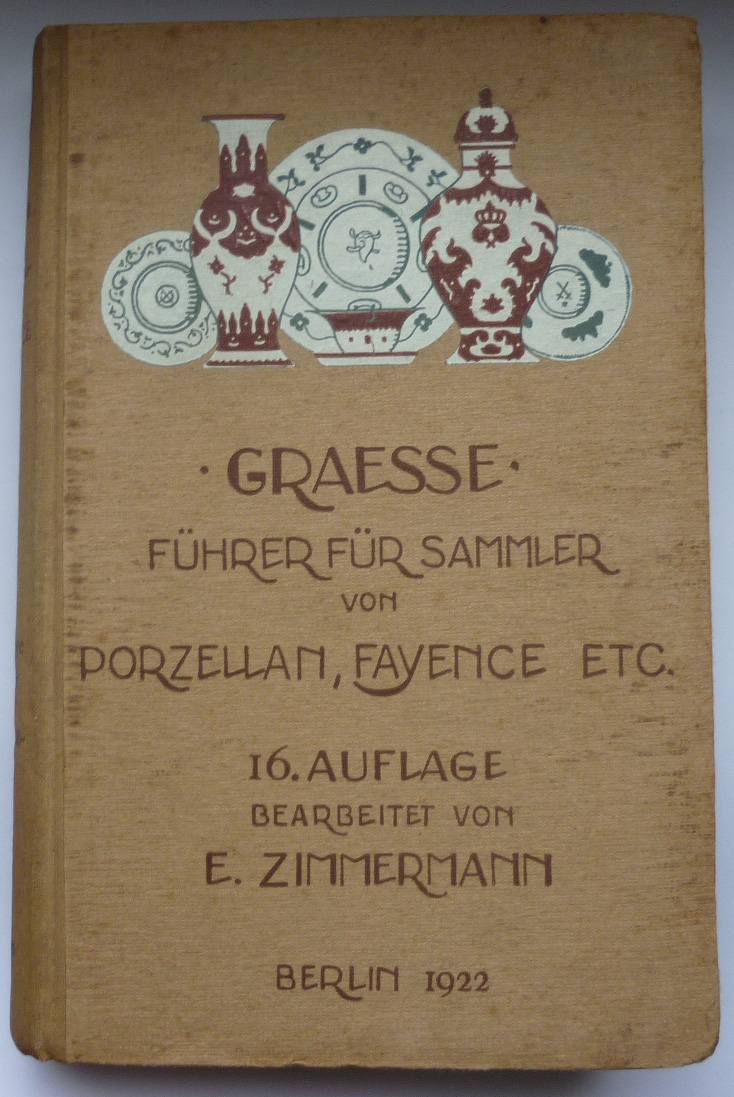 · GRAESSE ·
FÜHRER FÜR SAMMLER
VON
PORZELLAN, FAYENCE ETC.
16. AUFLAGE
BEARBEITET VON
E. ZIMMERMANN
BERLIN 1922